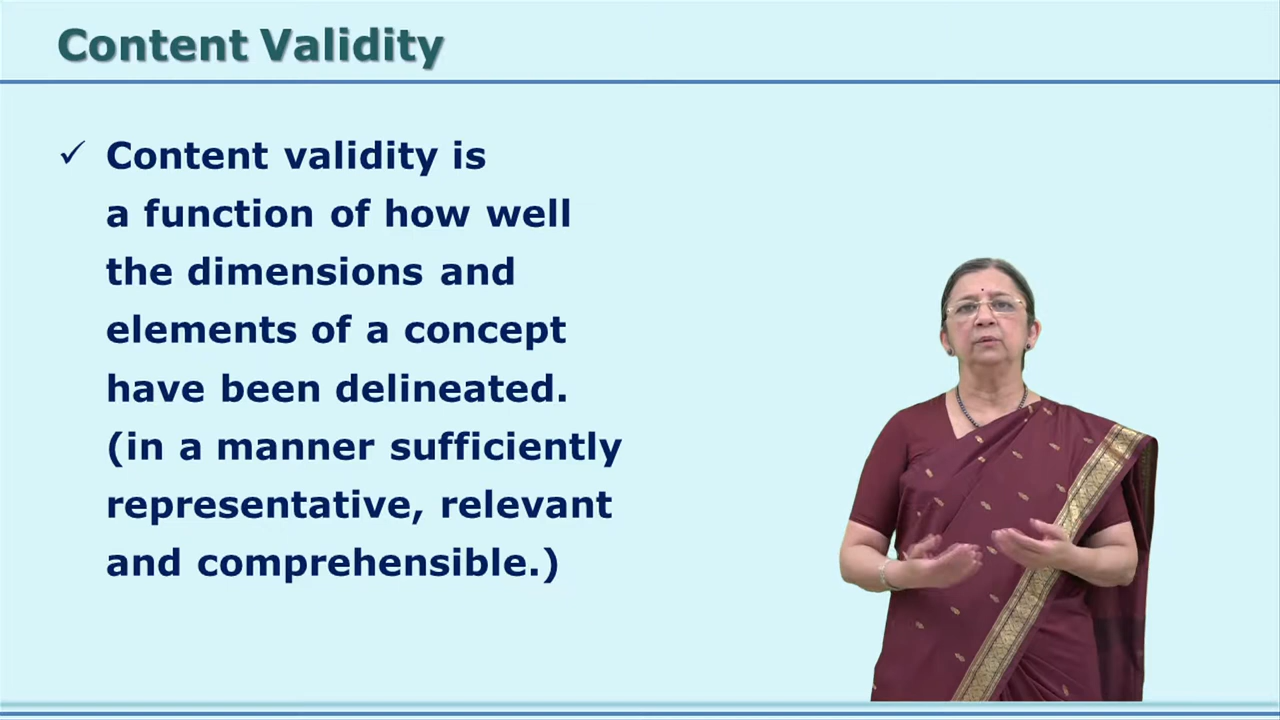 Content Validity
✓ Content validity is
a function of how well
the dimensions and
elements of a concept
have been delineated.
(in a manner sufficiently
representative, relevant
and comprehensible.)